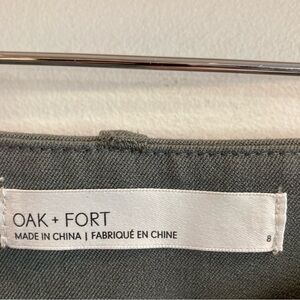 OAK + FORT
MADE IN CHINA | FABRIQUÉ EN CHINE
8